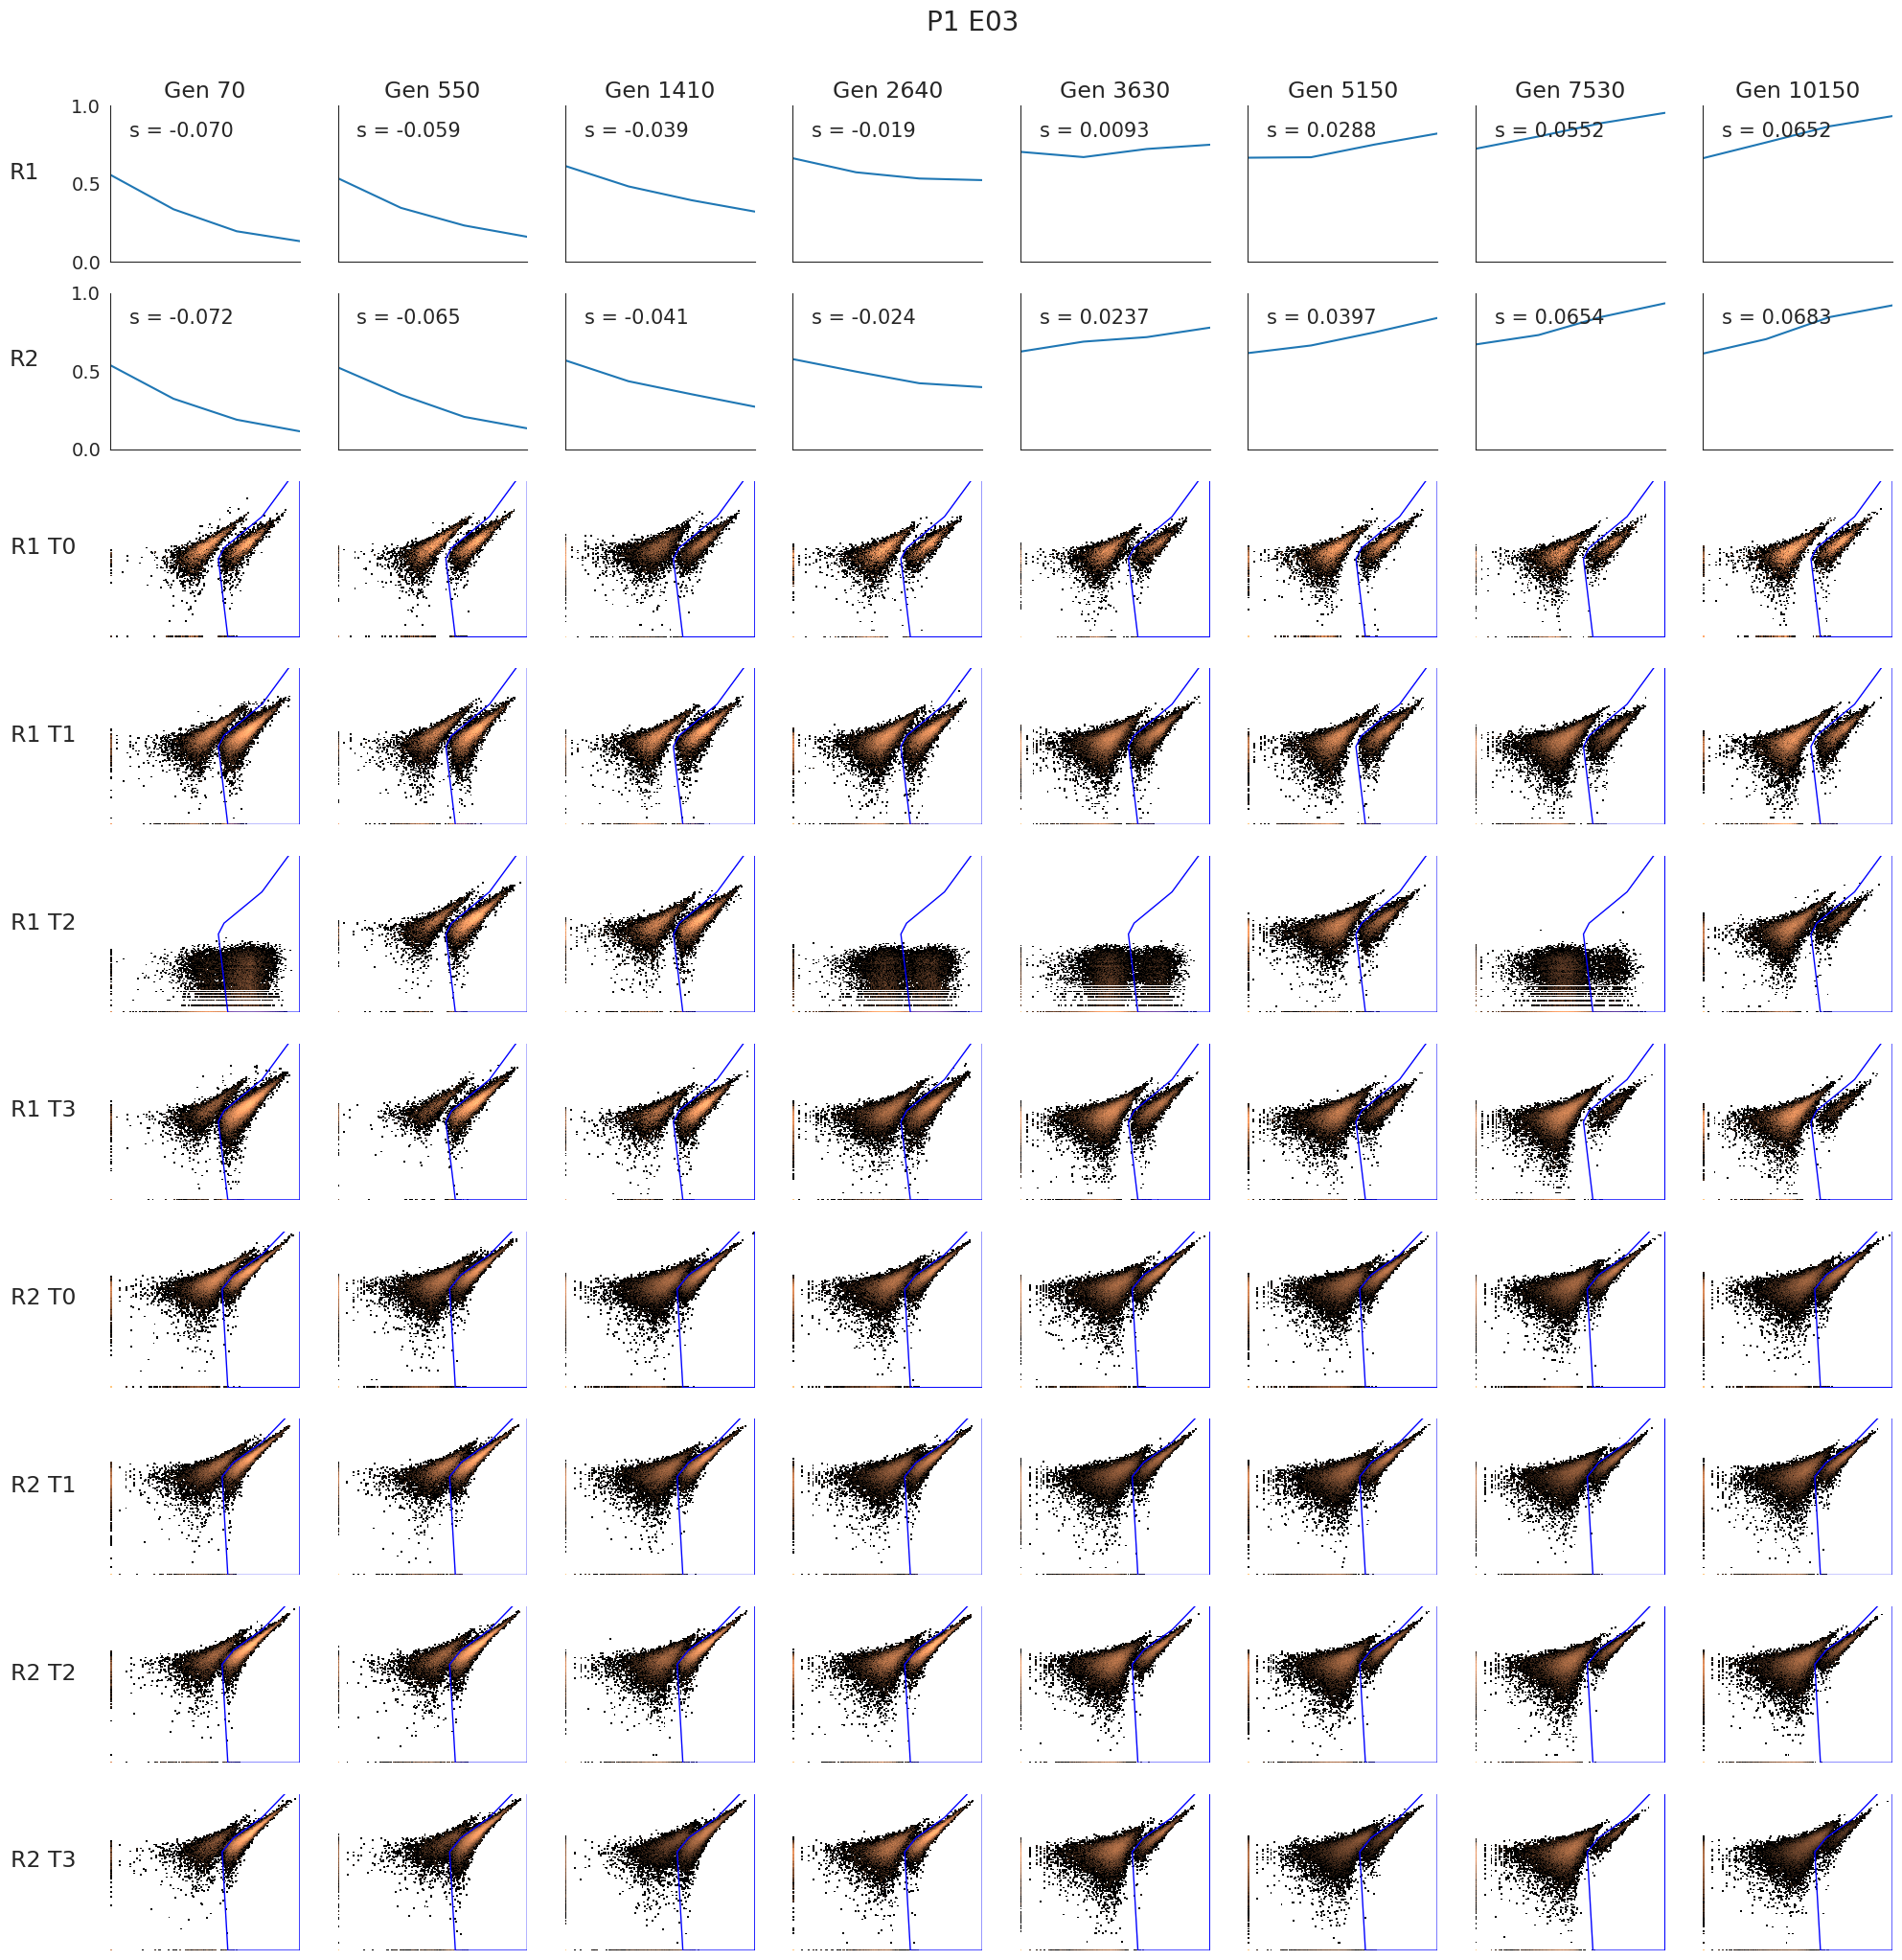 P1 E03
Gen 70 Gen 550 Gen 1410 Gen 2640 Gen 3630 Gen 5150 Gen 7530 Gen 10150
1.0
s = -0.070 s = -0.059 s = -0.039 s = -0.019 s = 0.0093 s = 0.0288 s = 0.0552 s = 0.0652
R1
0.5
0.0
1.0
s = -0.072 s = -0.065 s = -0.041 s = -0.024 s = 0.0237 s = 0.0397 s = 0.0654 s = 0.0683
R2
0.5
0.0
R1 T0
R1 T1
R1 T2
R1 T3
R2 T0
R2 T1
R2 T2
R2 T3